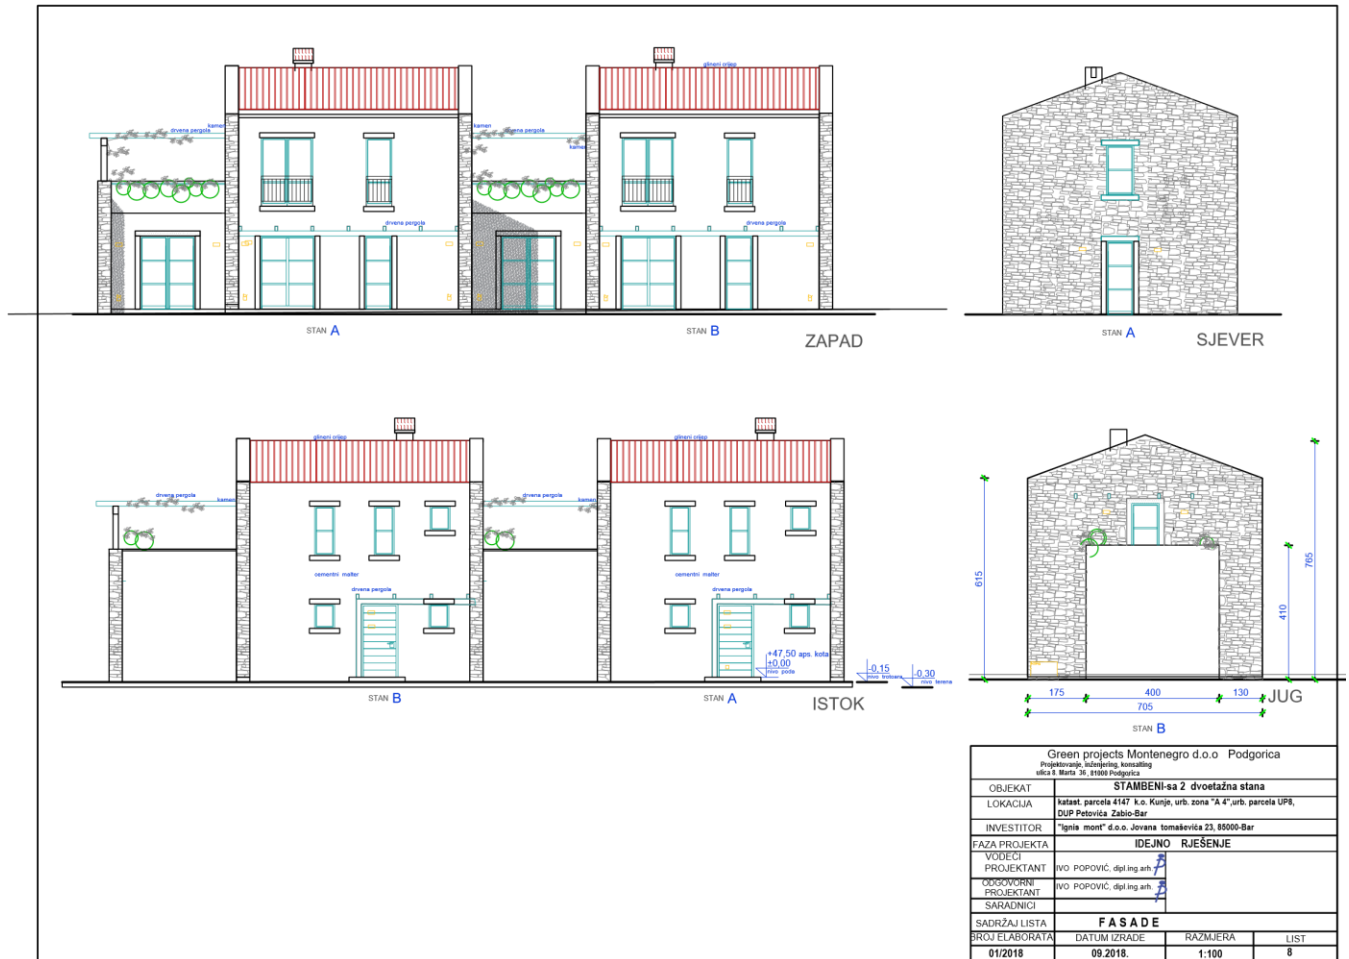 glineni crijep
kamen
drvena pergola
drvena pergola
kamen
drvena pergola
drvena pergola
STAN A
STAN B
ZAPAD
STAN A
SJEVER
glineni crijep
glineni crijep
drvena pergola
kamen
drvena pergola
kamen
cementni malter
cementni malter
drvena pergola
drvena pergola
+47,50 aps. kota
±0,00
nivo poda
-0,15
nivo trotoara
-0,30
nivo terena
STAN B
STAN A
ISTOK
615
410
765
175
400
130
705
JUG
STAN B
Green projects Montenegro d.o.o Podgorica
Projektovanje, inženjering, konsalting
ulica 8. Marta 36, 81000 Podgorica
OBJEKAT STAMBENI-sa 2 dvoetažna stana
LOKACIJA katast. parcela 4147 k.o. Kunje, urb. zona "A 4",urb. parcela UP8,
DUP Petovića Zabio-Bar
INVESTITOR "Ignis mont" d.o.o. Jovana tomaševića 23, 85000-Bar
FAZA PROJEKTA IDEJNO RJEŠENJE
VODEĆI
PROJEKTANT IVO POPOVIĆ, dipl.ing arh.
ODGOVORNI
PROJEKTANT IVO POPOVIĆ, dipl.ing arh.
SARADNICI
SADRŽAJ LISTA FASADE
BROJ ELABORATA DATUM IZRADE RAZMJERA LIST
01/2018 09.2018. 1:100 8